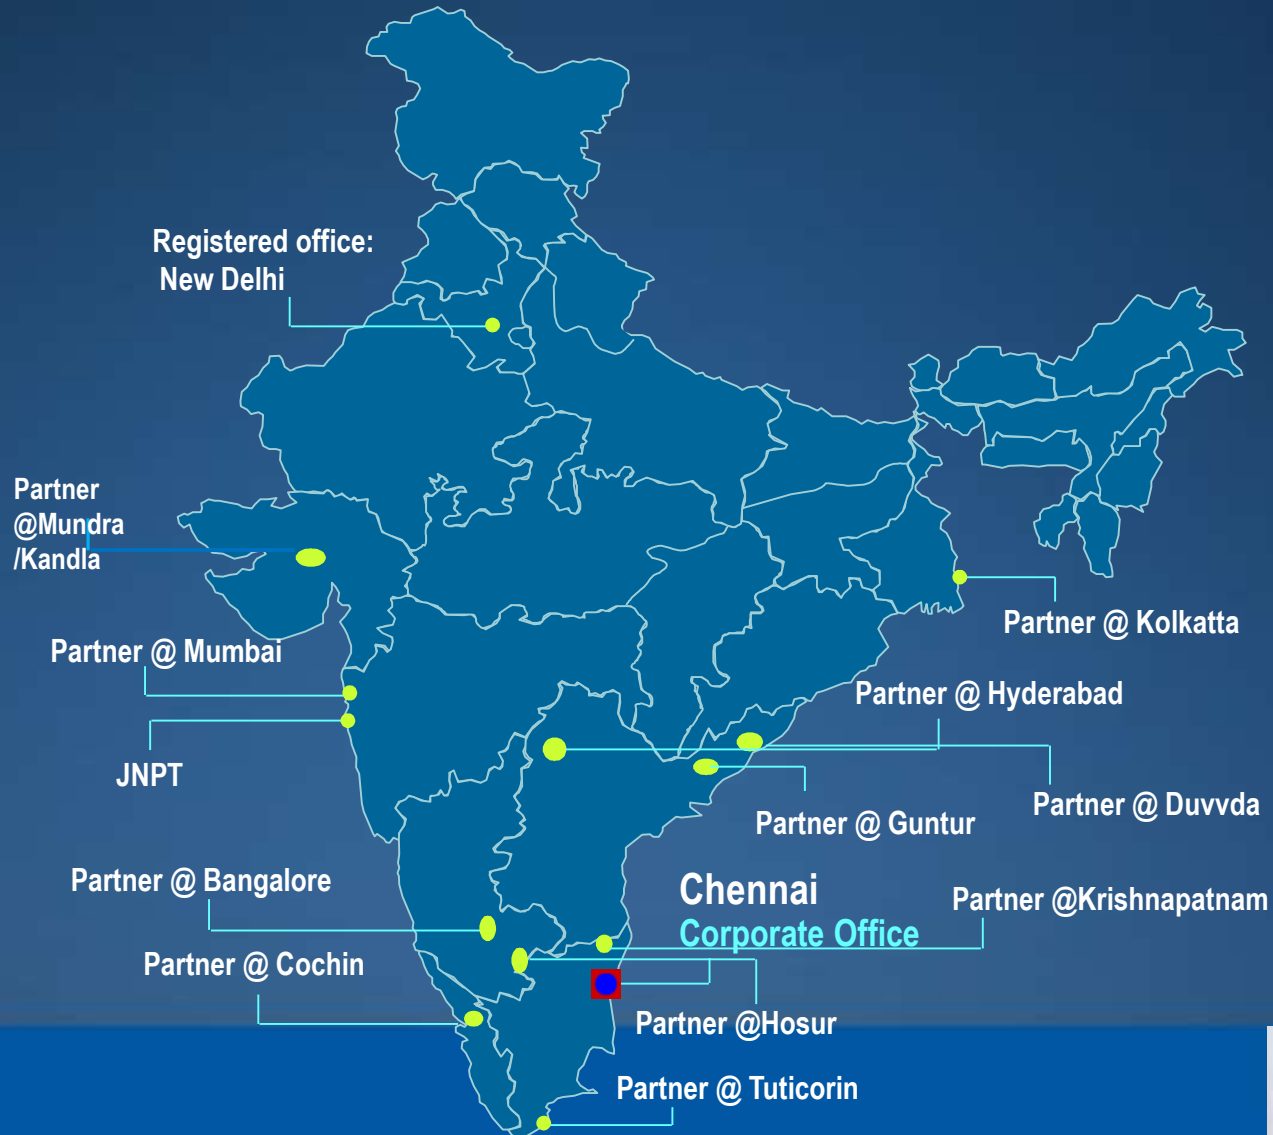 Registered office:
New Delhi
Partner
@Mundra
/Kandla
Partner @ Kolkatta
Partner @ Mumbai
Partner @ Hyderabad
JNPT
Partner @ Duvvda
Partner @ Guntur
Partner @ Bangalore
Chennai
Corporate Office
Partner @Krishnapatnam
Partner @ Cochin
Partner @Hosur
Partner @ Tuticorin